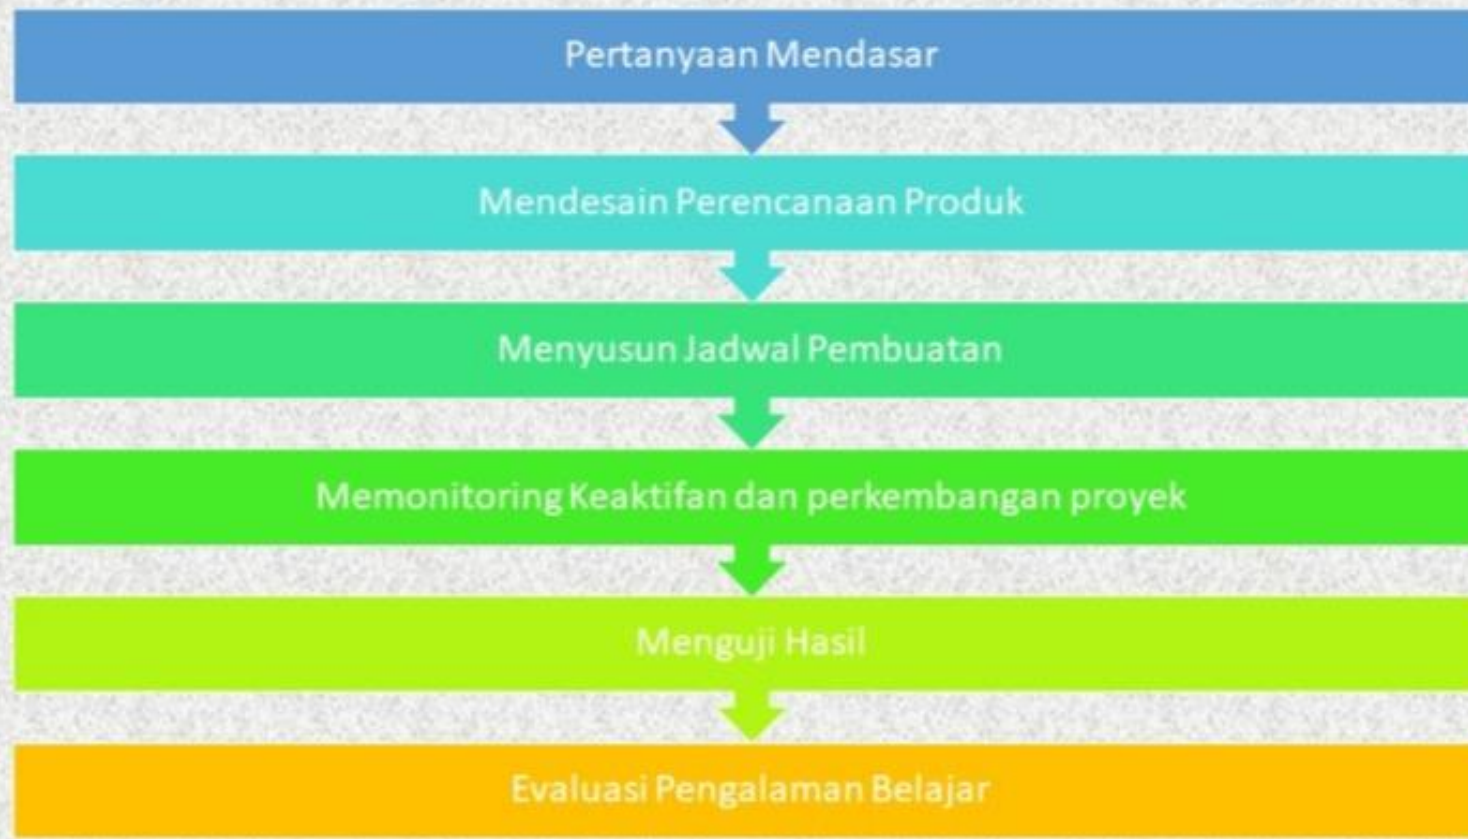 Pertanyaan Mendasar
Mendesain Perencanaan Produk
Menyusun Jadwal Pembuatan
Memonitoring Keaktifan dan perkembangan proyek
Menguji Hasil
Evaluasi Pengalaman Belajar